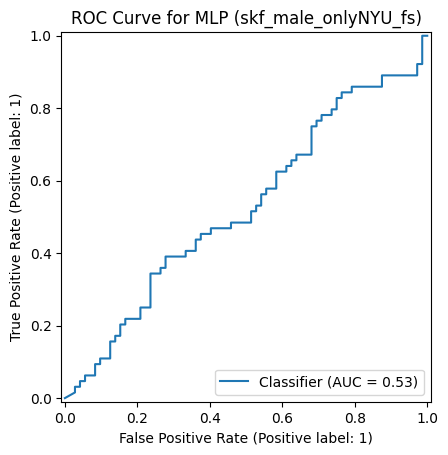 ROC Curve for MLP (skf_male_onlyNYU_fs)
1.0
0.8
0.6
0.4
0.2
0.0
True Positive Rate (Positive label: 1)
Classifier (AUC = 0.53)
0.0 0.2 0.4 0.6 0.8 1.0
False Positive Rate (Positive label: 1)